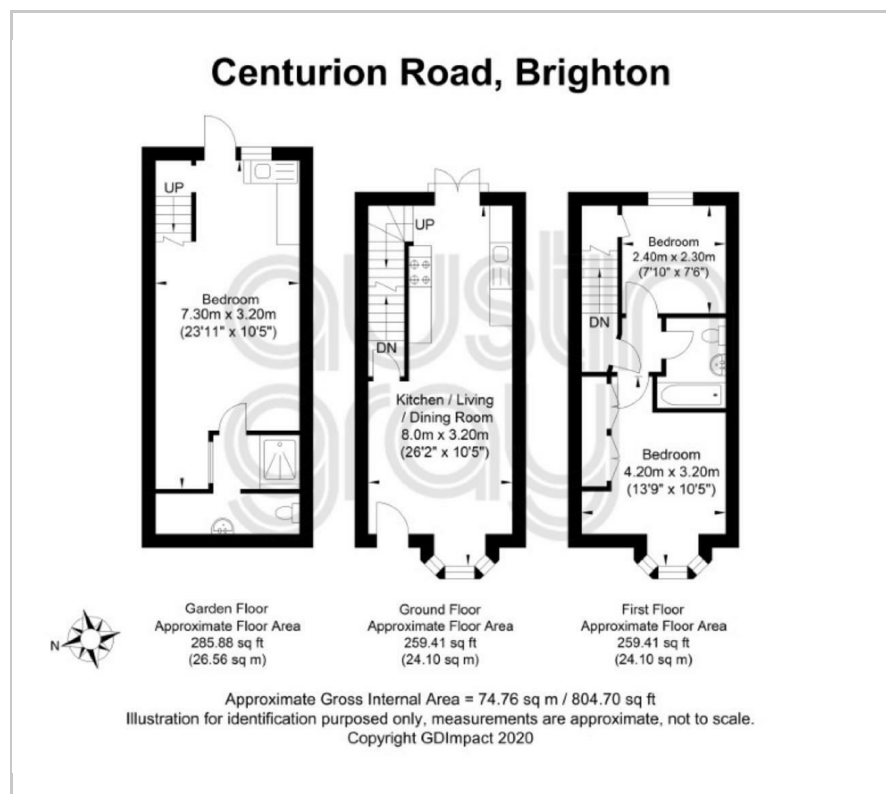 Centurion Road, Brighton
UP
Bedroom
7.30m x 3.20m
(23'11" x 10'5")
UP
DN
Kitchen / Living
/ Dining Room
8.0m x 3.20m
(26'2" x 10'5")
Bedroom
2.40m x 2.30m
(7'10" x 7'6")
DN
Bedroom
4.20m x 3.20m
(13'9" x 10'5")
austin
gray
N
Garden Floor
Approximate Floor Area
285.88 sq ft
(26.56 sq m)
Ground Floor
Approximate Floor Area
259.41 sq ft
(24.10 sq m)
First Floor
Approximate Floor Area
259.41 sq ft
(24.10 sq m)
Approximate Gross Internal Area = 74.76 sq m / 804.70 sq ft
Illustration for identification purposed only, measurements are approximate, not to scale.
Copyright GDImpact 2020